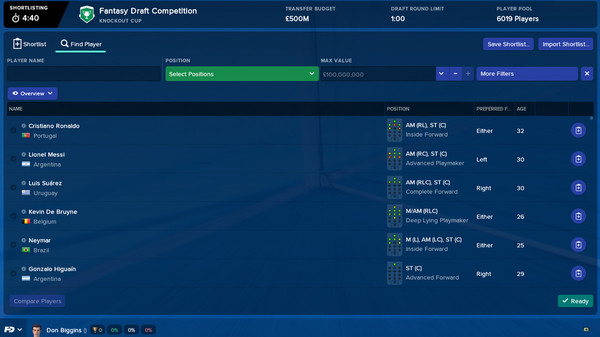 SHORTLISTING
4:40
Fantasy Draft Competition
KNOCKOUT CUP
TRANSFER BUDGET
£500M
DRAFT ROUND LIMIT
1:00
PLAYER POOL
6019 Players
Shortlist
Find Player
Save Shortlist...
Import Shortlist...
PLAYER NAME
POSITION
MAX VALUE
Select Positions
£100,000,000
More Filters
Overview
NAME
POSITION
PREFERRED F...
AGE
Cristiano Ronaldo
Portugal
AM (RL), ST (C)
Inside Forward
Either
32
Lionel Messi
Argentina
AM (RC), ST (C)
Advanced Playmaker
Left
30
Luis Suárez
Uruguay
AM (RLC), ST (C)
Complete Forward
Right
30
Kevin De Bruyne
Belgium
M/AM (RLC)
Deep Lying Playmaker
Either
26
Neymar
Brazil
M (L), AM (LC), ST (C)
Inside Forward
Either
25
Gonzalo Higuaín
Argentina
ST (C)
Advanced Forward
Right
29
Compare Players
Ready
FD
Don Biggins
0
0%
0%
0%